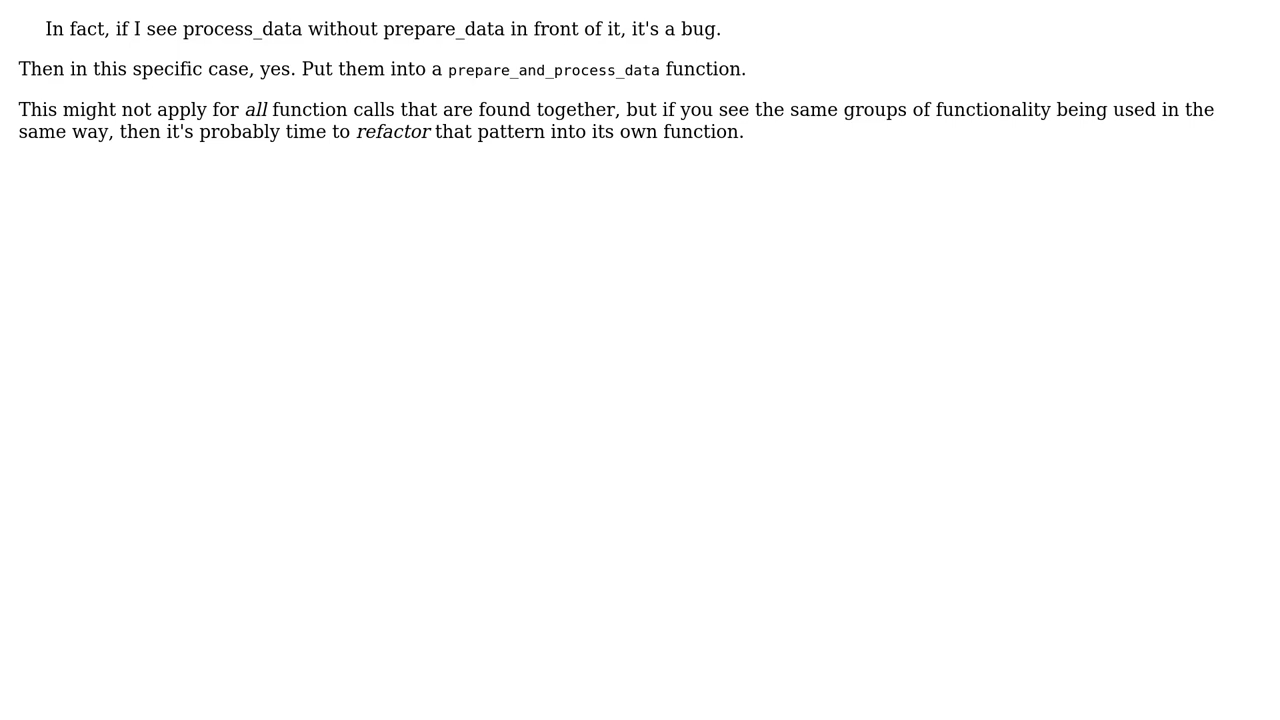 In fact, if I see process_data without prepare_data in front of it, it's a bug.
Then in this specific case, yes. Put them into a prepare_and_process_data function.
This might not apply for all function calls that are found together, but if you see the same groups of functionality being used in the
same way, then it's probably time to refactor that pattern into its own function.